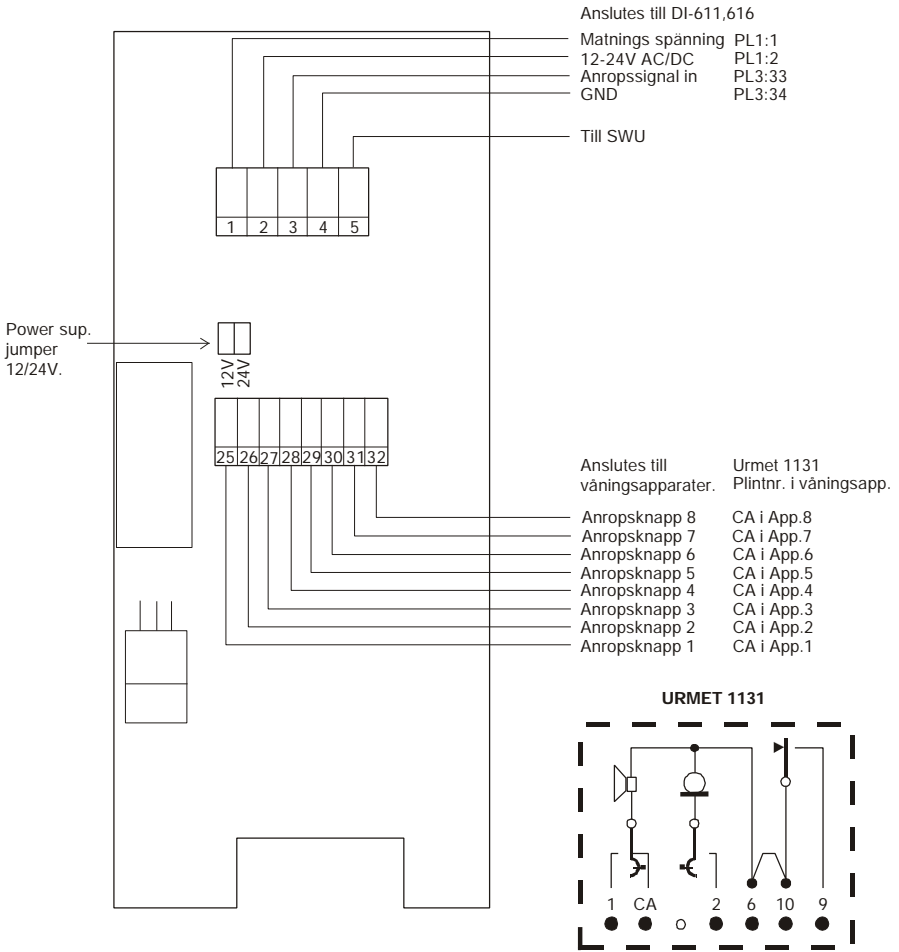 Anslutes till DI-611,616
Matnings spänning PL1:1
12-24V AC/DC PL1:2
Anropssignal in PL3:33
GND PL3:34
Till SWU
1 2 3 4 5
Power sup.
jumper
12/24V.
12V
24V
25 26 27 28 29 30 31 32
Anslutes till Urmet 1131
våningsapparater. Plintnr. i våningsapp.
Anropsknapp 8 CA i App.8
Anropsknapp 7 CA i App.7
Anropsknapp 6 CA i App.6
Anropsknapp 5 CA i App.5
Anropsknapp 4 CA i App.4
Anropsknapp 3 CA i App.3
Anropsknapp 2 CA i App.2
Anropsknapp 1 CA i App.1
URMET 1131
1 CA 2 6 10 9